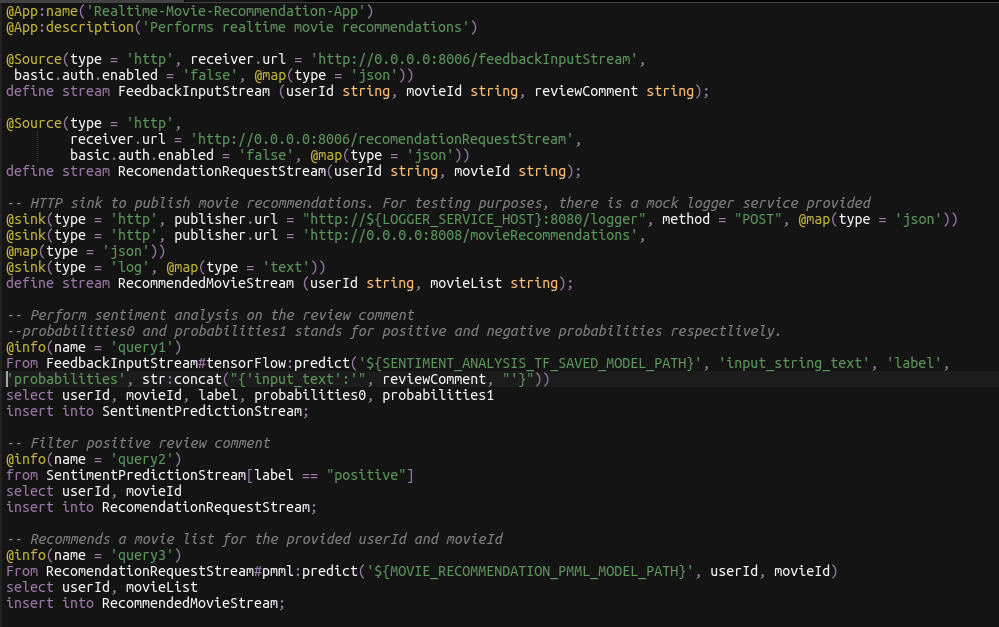 @App:name('Realtime-Movie-Recommendation-App')
@App:description('Performs realtime movie recommendations')
@Source(type = 'http', receiver.url = 'http://0.0.0.0:8006/feedbackInputStream',
basic.auth.enabled = 'false', @map(type = 'json'))
define stream FeedbackInputStream (userId string, movieId string, reviewComment string);
@Source(type = 'http',
receiver.url = 'http://0.0.0.0:8006/recomendationRequestStream',
basic.auth.enabled = 'false', @map(type = 'json'))
define stream RecomendationRequestStream(userId string, movieId string);
-- HTTP sink to publish movie recommendations. For testing purposes, there is a mock logger service provided
@sink(type = 'http', publisher.url = "http://${LOGGER_SERVICE_HOST}:8080/logger", method = "POST", @map(type = 'json'))
@sink(type = 'http', publisher.url = 'http://0.0.0.0:8008/movieRecommendations',
@map(type = 'json'))
@sink(type = 'log', @map(type = 'text'))
define stream RecommendedMovieStream (userId string, movieList string);
-- Perform sentiment analysis on the review comment
--probabilities0 and probabilities1 stands for positive and negative probabilities respectlively.
@info(name = 'query1')
From FeedbackInputStream#tensorFlow:predict('${SENTIMENT_ANALYSIS_TF_SAVED_MODEL_PATH}', 'input_string_text', 'label',
'probabilities', str:concat("{'input_text':'", reviewComment, "'}"))
select userId, movieId, label, probabilities0, probabilities1
insert into SentimentPredictionStream;
-- Filter positive review comment
@info(name = 'query2')
from SentimentPredictionStream[label == "positive"]
select userId, movieId
insert into RecomendationRequestStream;
-- Recommends a movie list for the provided userId and movieId
@info(name = 'query3')
From RecomendationRequestStream#pmml:predict('${MOVIE_RECOMMENDATION_PMML_MODEL_PATH}', userId, movieId)
select userId, movieList
insert into RecommendedMovieStream;